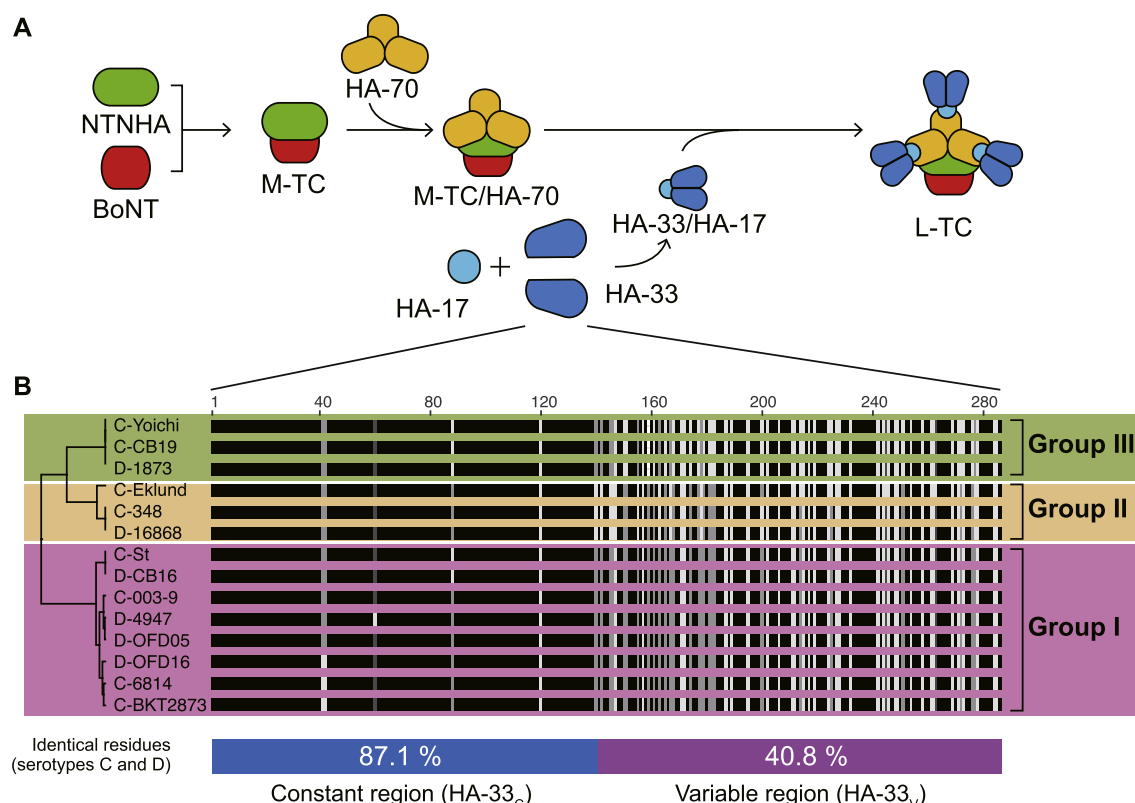 A
HA-70
NTNHA
BoNT
M-TC
M-TC/HA-70
HA-33/HA-17
L-TC
HA-17
+
HA-33
B
1 40 80 120 160 200 240 280
C-Yoichi
C-CB19
D-1873
Group III
C-Eklund
C-348
D-16868
Group II
C-St
D-CB16
C-003-9
D-4947
D-OFD05
D-OFD16
C-6814
C-BKT2873
Group I
Identical residues
(serotypes C and D)
87.1 % 40.8 %
Constant region (HA-33C) Variable region (HA-33V)